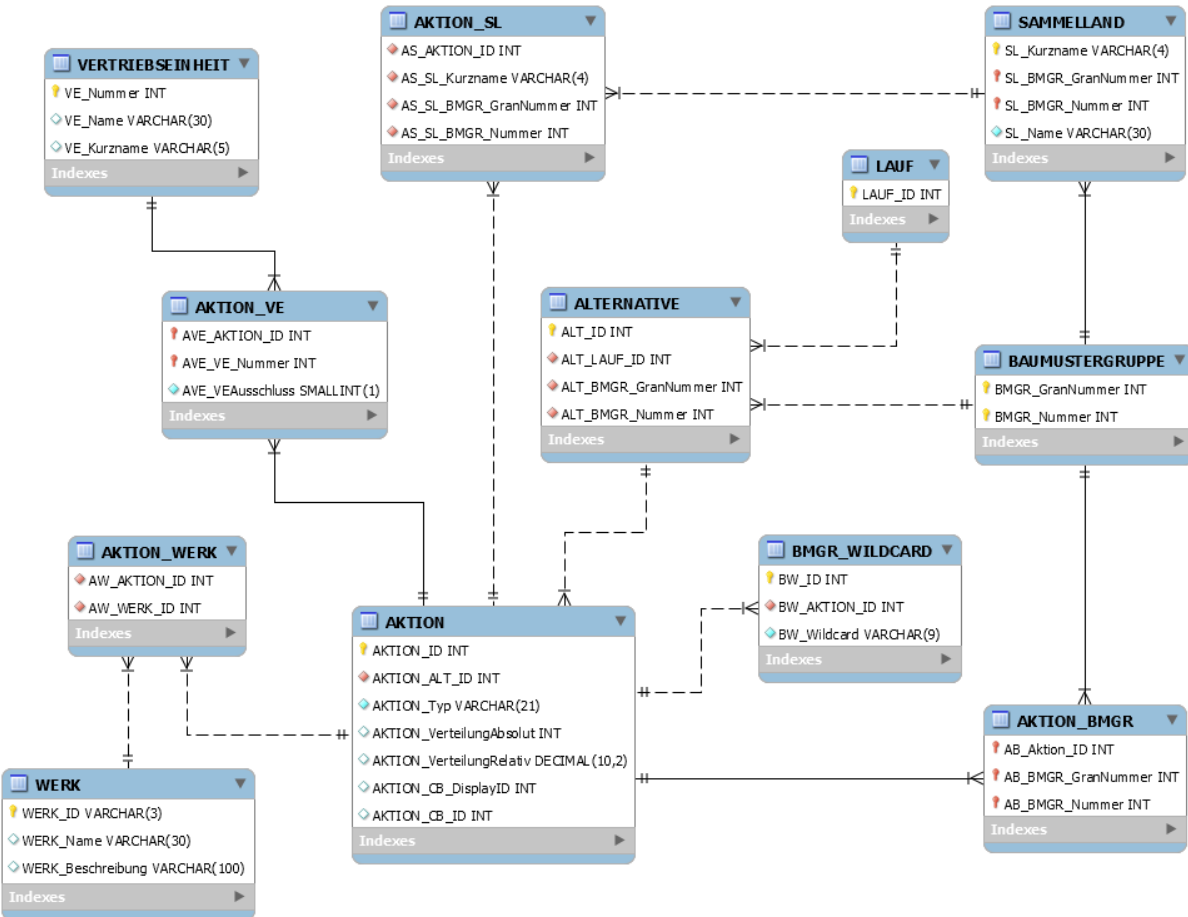 AKTION_SL
AS_AKTION_ID INT
AS_SL_Kurzname VARCHAR(4)
AS_SL_BMGR_GranNummer INT
AS_SL_BMGR_Nummer INT
Indexes
SAMMELLAND
SL_Kurzname VARCHAR(4)
SL_BMGR_GranNummer INT
SL_BMGR_Nummer INT
SL_Name VARCHAR(30)
Indexes
VERTRIEBSEINHEIT
VE_Nummer INT
VE_Name VARCHAR(30)
VE_Kurzname VARCHAR(5)
Indexes
LAUF
LAUF_ID INT
Indexes
AKTION_VE
AVE_AKTION_ID INT
AVE_VE_Nummer INT
AVE_VEAusschluss SMALLINT(1)
Indexes
ALTERNATIVE
ALT_ID INT
ALT_LAUF_ID INT
ALT_BMGR_GranNummer INT
ALT_BMGR_Nummer INT
Indexes
BAUMUSTERGRUPPE
BMGR_GranNummer INT
BMGR_Nummer INT
Indexes
AKTION_WERK
AW_AKTION_ID INT
AW_WERK_ID INT
Indexes
BMGR_WILDCARD
BW_ID INT
BW_AKTION_ID INT
BW_Wildcard VARCHAR(9)
Indexes
AKTION
AKTION_ID INT
AKTION_ALT_ID INT
AKTION_Typ VARCHAR(21)
AKTION_VerteilungAbsolut INT
AKTION_VerteilungRelativ DECIMAL(10,2)
AKTION_CB_DisplayID INT
AKTION_CB_ID INT
Indexes
AKTION_BMGR
AB_Aktion_ID INT
AB_BMGR_GranNummer INT
AB_BMGR_Nummer INT
Indexes
WERK
WERK_ID VARCHAR(3)
WERK_Name VARCHAR(30)
WERK_Beschreibung VARCHAR(100)
Indexes